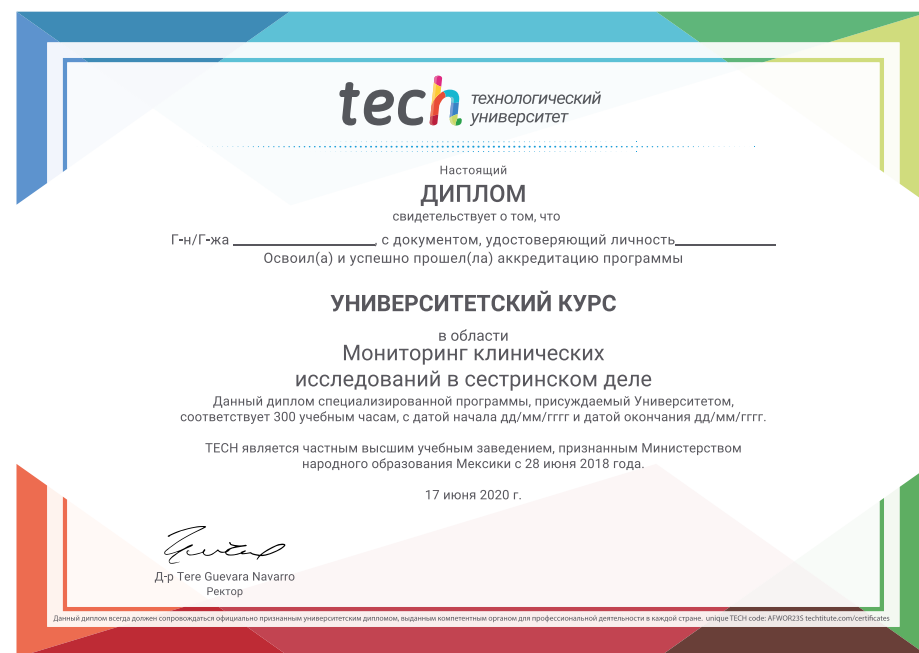 tech технологический
университет
Настоящий
ДИПЛОМ
свидетельствует о том, что
Г-н/Г-жа ____________________, с документом, удостоверяющий личность______________
Освоил(а) и успешно прошел(ла) аккредитацию программы
УНИВЕРСИТЕТСКИЙ КУРС
в области
Мониторинг клинических
исследований в сестринском деле
Данный диплом специализированной программы, присуждаемый Университетом,
соответствует 300 учебным часам, с датой начала дд/мм/гггг и датой окончания дд/мм/гггг.
TECH является частным высшим учебным заведением, признанным Министерством
народного образования Мексики с 28 июня 2018 года.
17 июня 2020 г.
Д-р Tere Guevara Navarro
Ректор
Данный диплом всегда должен сопровождаться официально признанным университетским дипломом, выданным компетентным органом для профессиональной деятельности в каждой стране. unique TECH code: AFWOR23S techtitute.com/certificates